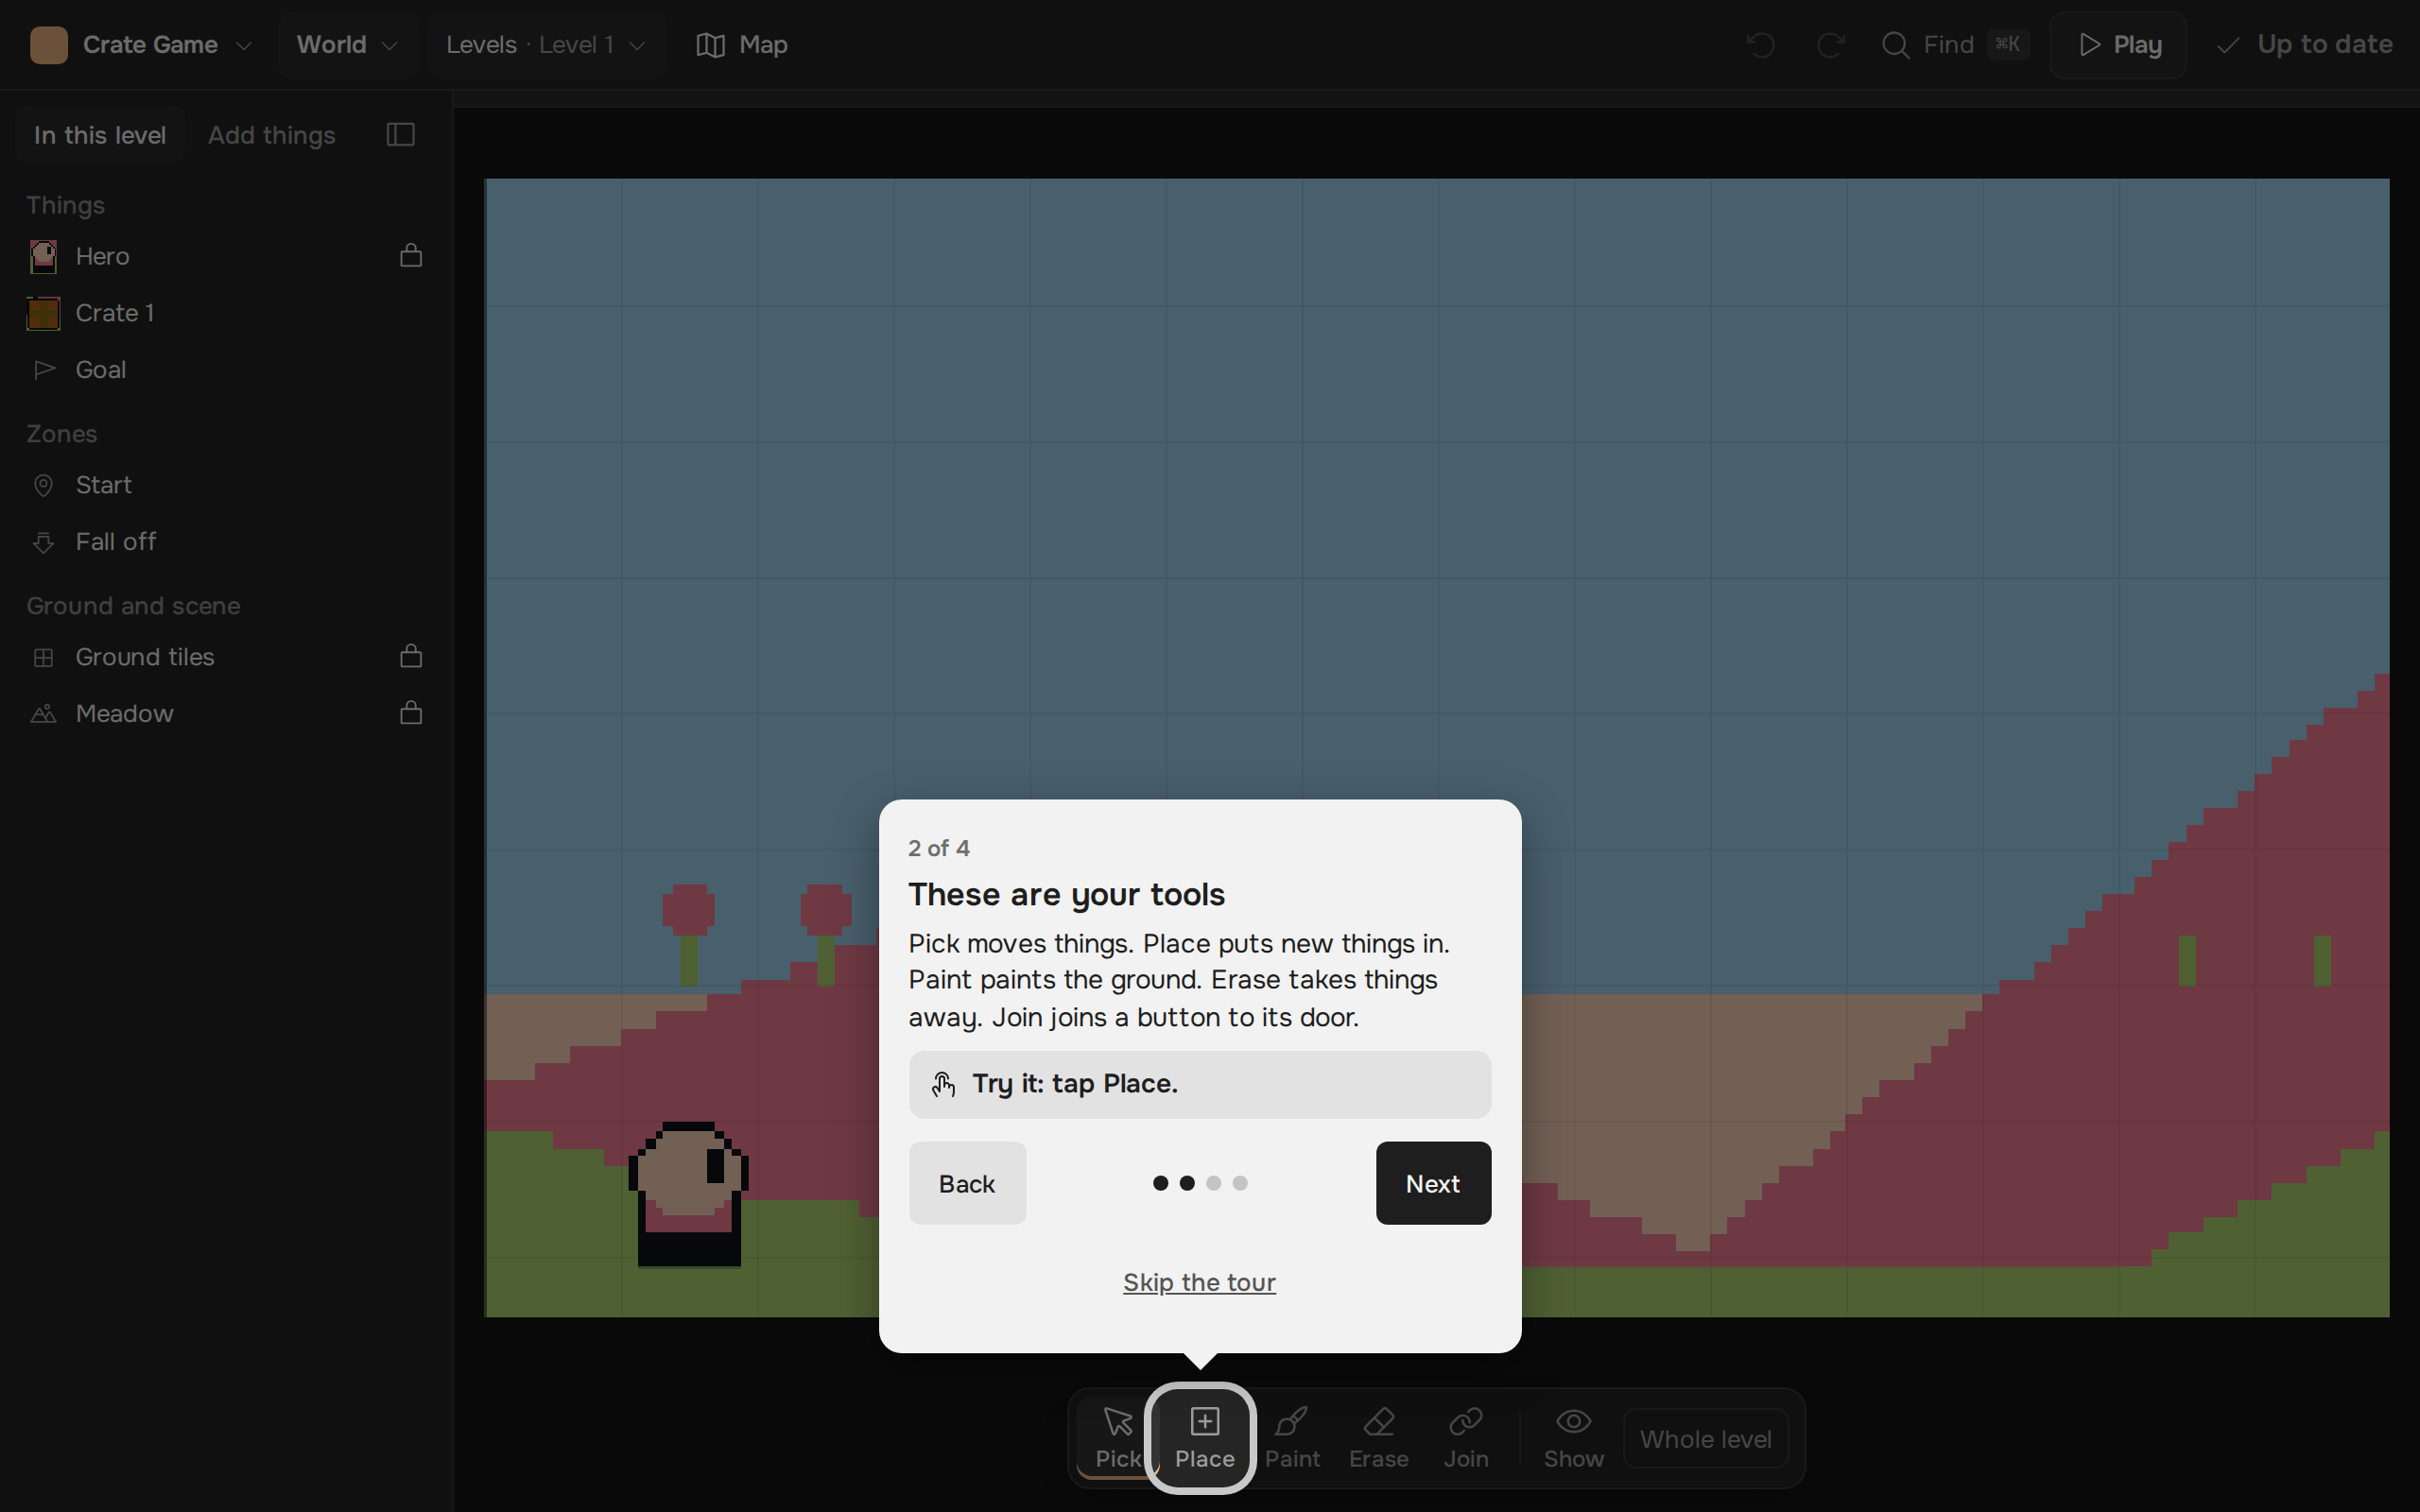 Crate Game
World
Levels · Level 1
Map
Find ⌘K
Play
Up to date
In this level
Add things
Things
Hero
Crate 1
Goal
Zones
Start
Fall off
Ground and scene
Ground tiles
Meadow
2 of 4
These are your tools
Pick moves things. Place puts new things in.
Paint paints the ground. Erase takes things
away. Join joins a button to its door.
Try it: tap Place.
Back
Next
Skip the tour
Pick
Place
Paint
Erase
Join
Show
Whole level